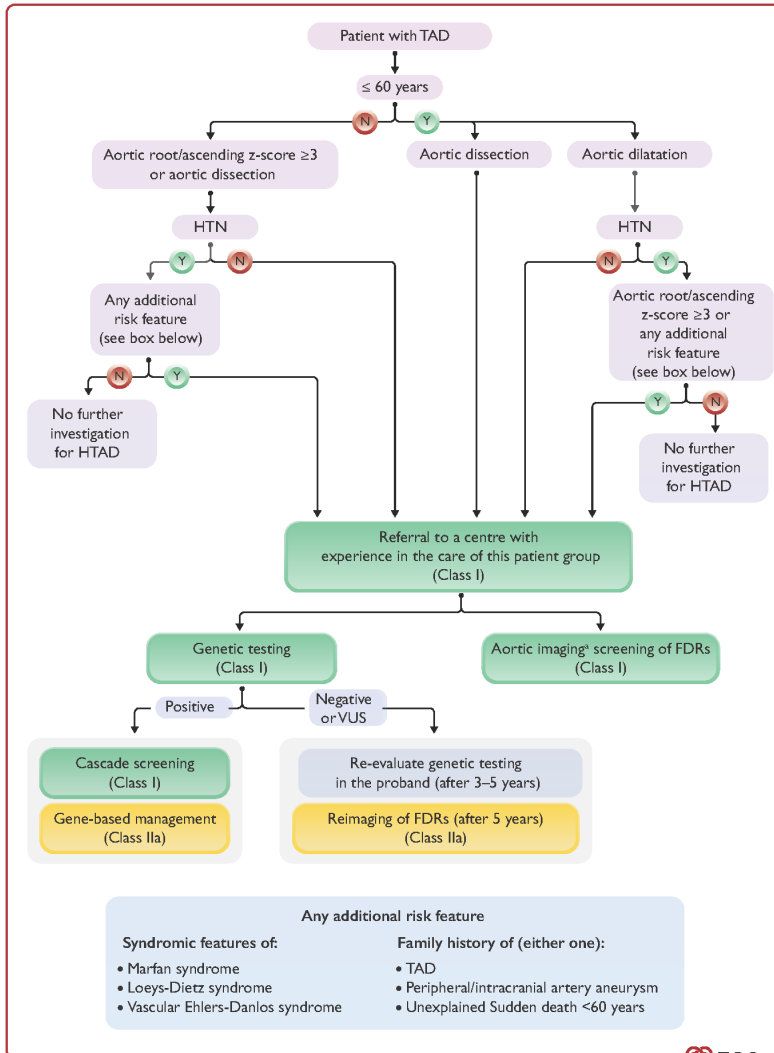 Patient with TAD
≤ 60 years
N
Y
Aortic root/ascending z-score ≥3
or aortic dissection
Aortic dissection
Aortic dilatation
HTN
HTN
Y
N
N
Y
Any additional
risk feature
(see box below)
Aortic root/ascending
z-score ≥3 or
any additional
risk feature
(see box below)
N
Y
Y
N
No further
investigation
for HTAD
No further
investigation
for HTAD
Referral to a centre with
experience in the care of this patient group
(Class I)
Genetic testing
(Class I)
Aortic imagingᵃ screening of FDRs
(Class I)
Positive
Negative
or VUS
Cascade screening
(Class I)
Gene-based management
(Class IIa)
Re-evaluate genetic testing
in the proband (after 3–5 years)
Reimaging of FDRs (after 5 years)
(Class IIa)
Any additional risk feature
Syndromic features of:
• Marfan syndrome
• Loeys-Dietz syndrome
• Vascular Ehlers-Danlos syndrome
Family history of (either one):
• TAD
• Peripheral/intracranial artery aneurysm
• Unexplained Sudden death <60 years